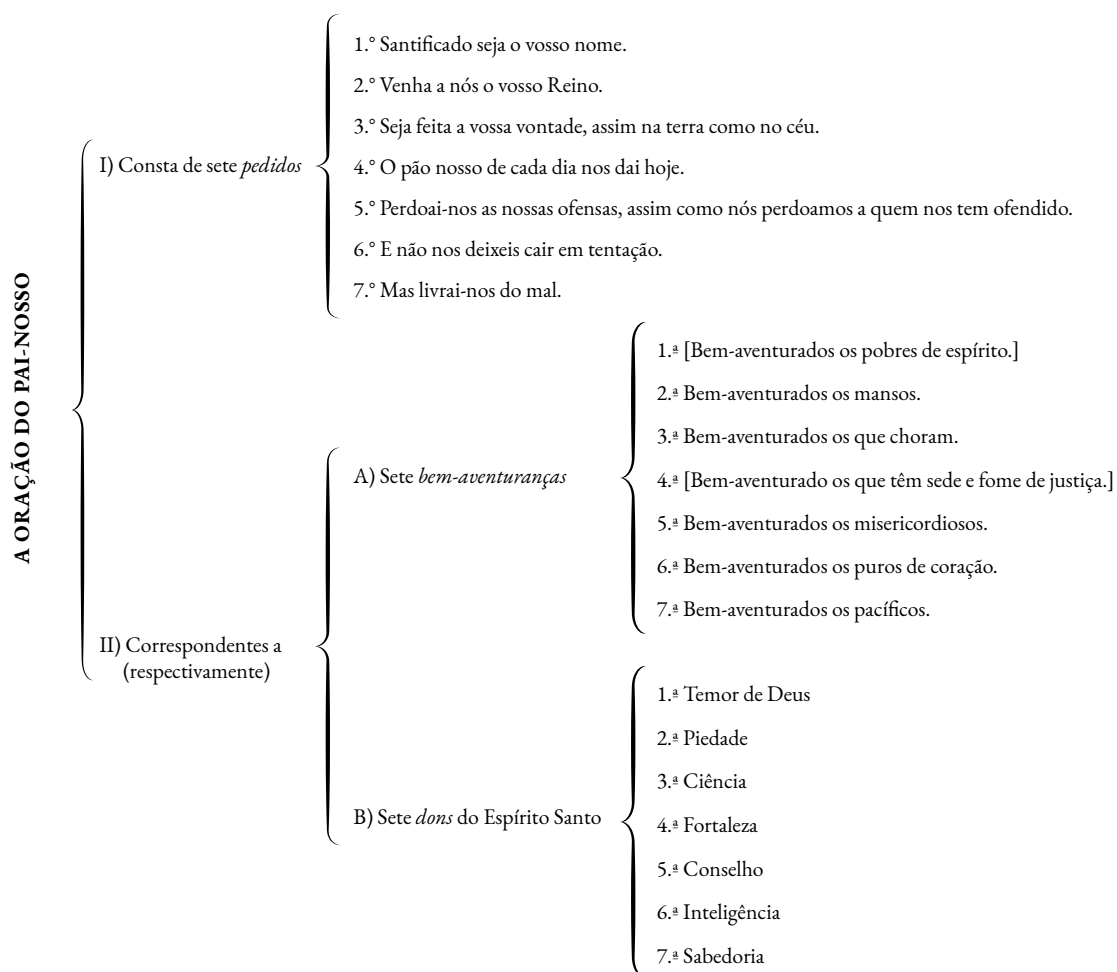 A ORAÇÃO DO PAI-NOSSO
I) Consta de sete pedidos
1.° Santificado seja o vosso nome.
2.° Venha a nós o vosso Reino.
3.° Seja feita a vossa vontade, assim na terra como no céu.
4.° O pão nosso de cada dia nos dai hoje.
5.° Perdoai-nos as nossas ofensas, assim como nós perdoamos a quem nos tem ofendido.
6.° E não nos deixeis cair em tentação.
7.° Mas livrai-nos do mal.
II) Correspondentes a
(respectivamente)
A) Sete bem-aventuranças
1.ª [Bem-aventurados os pobres de espírito.]
2.ª Bem-aventurados os mansos.
3.ª Bem-aventurados os que choram.
4.ª [Bem-aventurado os que têm sede e fome de justiça.]
5.ª Bem-aventurados os misericordiosos.
6.ª Bem-aventurados os puros de coração.
7.ª Bem-aventurados os pacíficos.
B) Sete dons do Espírito Santo
1.ª Temor de Deus
2.ª Piedade
3.ª Ciência
4.ª Fortaleza
5.ª Conselho
6.ª Inteligência
7.ª Sabedoria